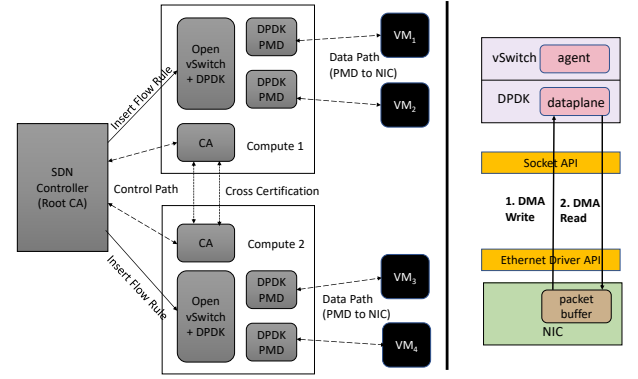 Open
vSwitch
+ DPDK
DPDK
PMD
DPDK
PMD
Data Path
(PMD to NIC)
VM1
VM2
Insert Flow Rule
CA
Compute 1
SDN
Controller
(Root CA)
Control Path
Cross Certification
CA
Compute 2
Insert Flow Rule
Open
vSwitch
+ DPDK
DPDK
PMD
DPDK
PMD
Data Path
(PMD to NIC)
VM3
VM4
vSwitch
agent
DPDK
dataplane
Socket API
1. DMA
Write
2. DMA
Read
Ethernet Driver API
packet
buffer
NIC